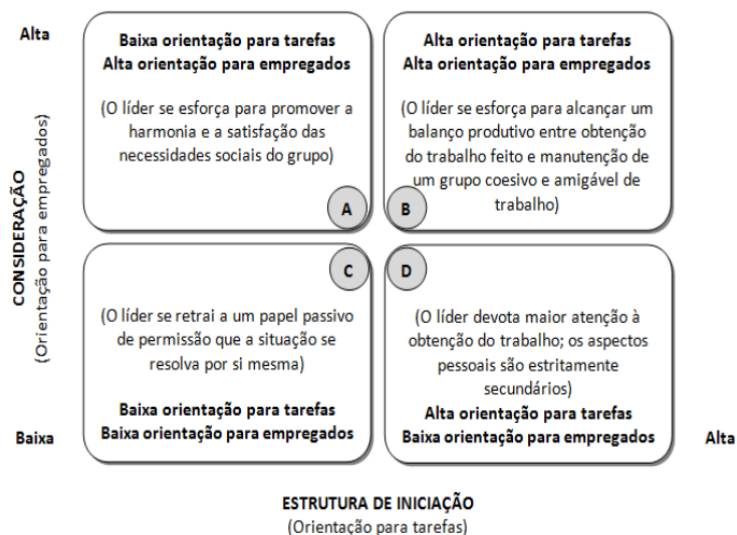 Alta
Baixa orientação para tarefas
Alta orientação para empregados
(O líder se esforça para promover a
harmonia e a satisfação das
necessidades sociais do grupo)
A
Alta orientação para tarefas
Alta orientação para empregados
(O líder se esforça para alcançar um
balanço produtivo entre obtenção
do trabalho feito e manutenção de
um grupo coesivo e amigável de
trabalho)
B
CONSIDERAÇÃO
(Orientação para empregados)
C
(O líder se retrai a um papel passivo
de permissão que a situação se
resolva por si mesma)
Baixa orientação para tarefas
Baixa orientação para empregados
D
(O líder devota maior atenção à
obtenção do trabalho; os aspectos
pessoais são estritamente
secundários)
Alta orientação para tarefas
Baixa orientação para empregados
Baixa
Alta
ESTRUTURA DE INICIAÇÃO
(Orientação para tarefas)